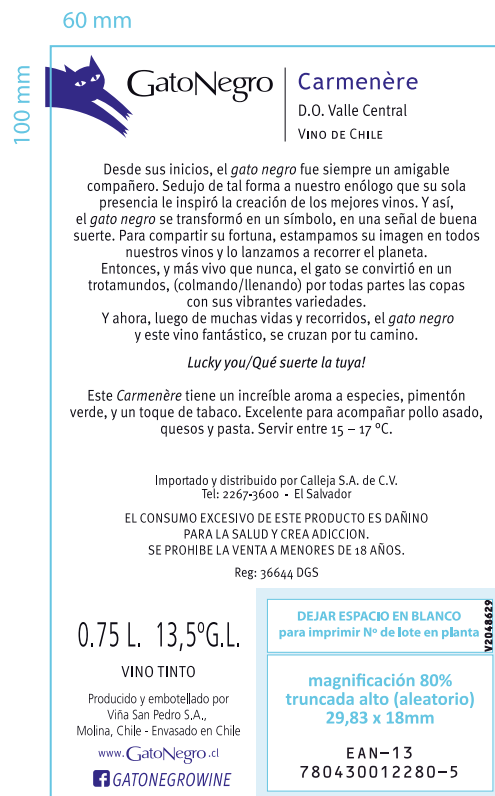 60 mm
100 mm
GatoNegro
Carmenère
D.O. Valle Central
VINO DE CHILE
Desde sus inicios, el gato negro fue siempre un amigable
compañero. Sedujo de tal forma a nuestro enólogo que su sola
presencia le inspiró la creación de los mejores vinos. Y así,
el gato negro se transformó en un símbolo, en una señal de buena
suerte. Para compartir su fortuna, estampamos su imagen en todos
nuestros vinos y lo lanzamos a recorrer el planeta.
Entonces, y más vivo que nunca, el gato se convirtió en un
trotamundos, (colmando/llenando) por todas partes las copas
con sus vibrantes variedades.
Y ahora, luego de muchas vidas y recorridos, el gato negro
y este vino fantástico, se cruzan por tu camino.
Lucky you/Qué suerte la tuya!
Este Carmenère tiene un increíble aroma a especies, pimentón
verde, y un toque de tabaco. Excelente para acompañar pollo asado,
quesos y pasta. Servir entre 15 – 17 ºC.
Importado y distribuido por Calleja S.A. de C.V.
Tel: 2267-3600 - El Salvador
EL CONSUMO EXCESIVO DE ESTE PRODUCTO ES DAÑINO
PARA LA SALUD Y CREA ADICCION.
SE PROHIBE LA VENTA A MENORES DE 18 AÑOS.
Reg: 36644 DGS
0.75 L. 13,5ºG.L.
VINO TINTO
Producido y embotellado por
Viña San Pedro S.A.,
Molina, Chile - Envasado en Chile
www.GatoNegro.cl
f GATONEGROWINE
DEJAR ESPACIO EN BLANCO
para imprimir Nº de lote en planta
V2048629
magnificación 80%
truncada alto (aleatorio)
29,83 x 18mm
EAN-13
780430012280-5